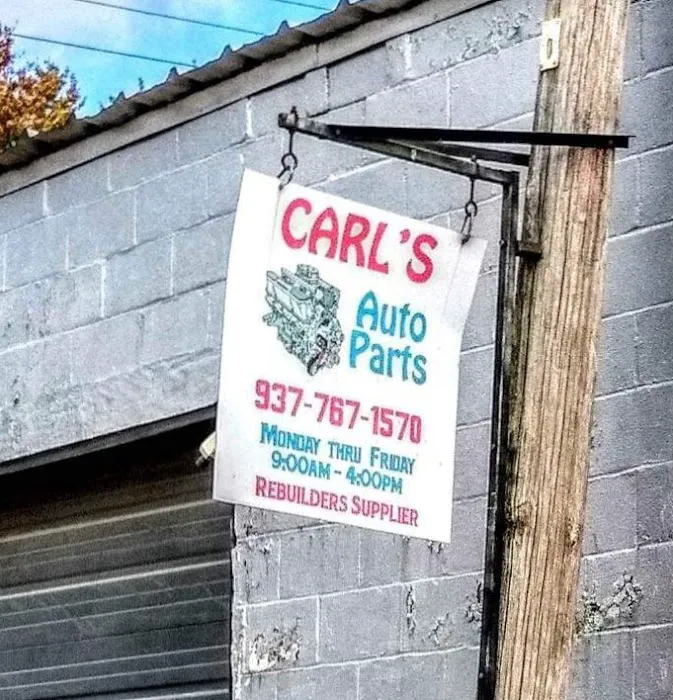 CARL'S
Auto
Parts
937-767-1570
MONDAY THRU FRIDAY
9:00AM - 4:00PM
REBUILDERS SUPPLIER